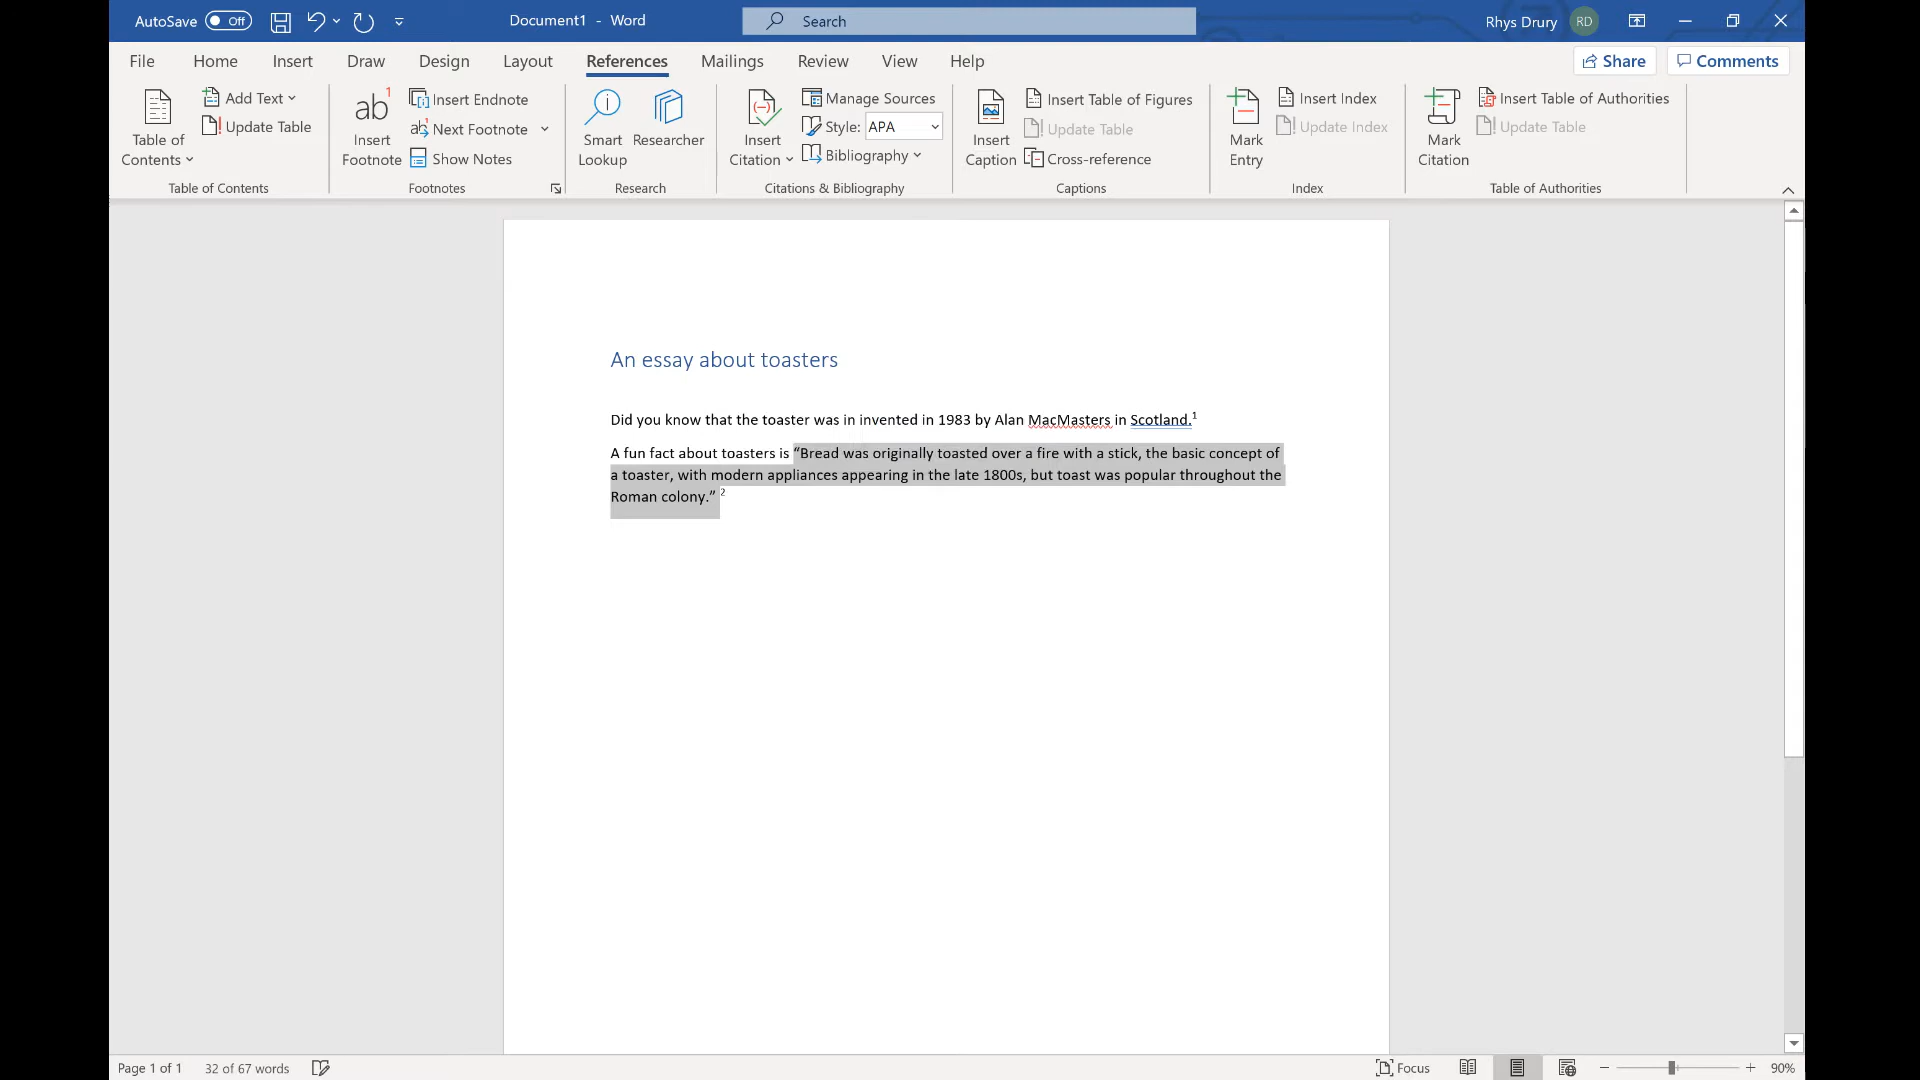 AutoSave Off Document1 - Word Search Rhys Drury RD
File Home Insert Draw Design Layout References Mailings Review View Help Share Comments
Table of Contents
Add Text
Update Table
Table of Contents
ab1 Insert Footnote
Insert Endnote
Next Footnote
Show Notes
Footnotes
Smart Lookup
Researcher
Research
Insert Citation
Manage Sources
Style: APA
Bibliography
Citations & Bibliography
Insert Caption
Insert Table of Figures
Update Table
Cross-reference
Captions
Mark Entry
Insert Index
Update Index
Index
Mark Citation
Insert Table of Authorities
Update Table
Table of Authorities
An essay about toasters
Did you know that the toaster was in invented in 1983 by Alan MacMasters in Scotland.1
A fun fact about toasters is “Bread was originally toasted over a fire with a stick, the basic concept of
a toaster, with modern appliances appearing in the late 1800s, but toast was popular throughout the
Roman colony.” 2
Page 1 of 1 32 of 67 words Focus 90%